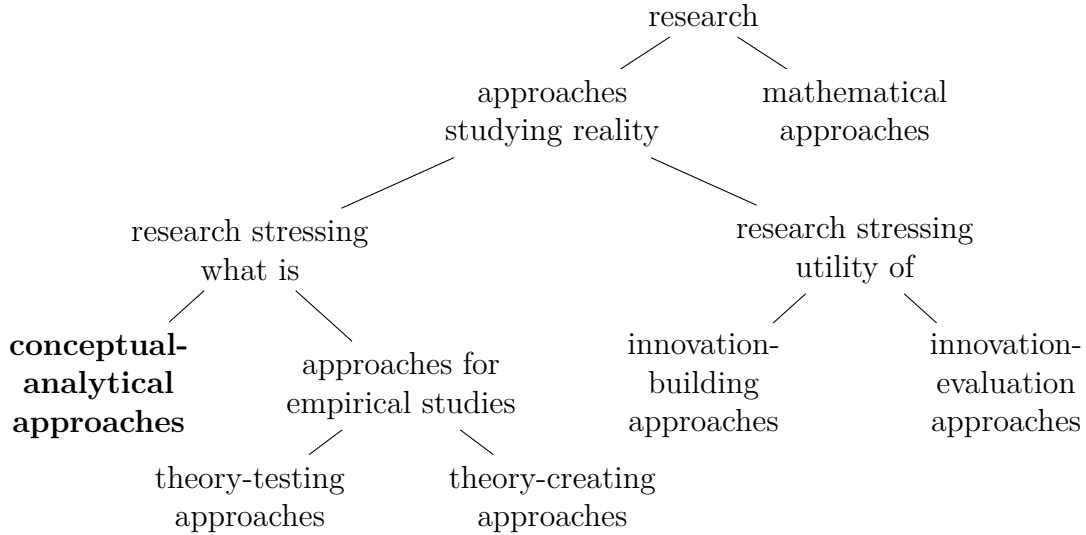 research
approaches
studying reality
mathematical
approaches
research stressing
what is
research stressing
utility of
conceptual-
analytical
approaches
approaches for
empirical studies
innovation-
building
approaches
innovation-
evaluation
approaches
theory-testing
approaches
theory-creating
approaches